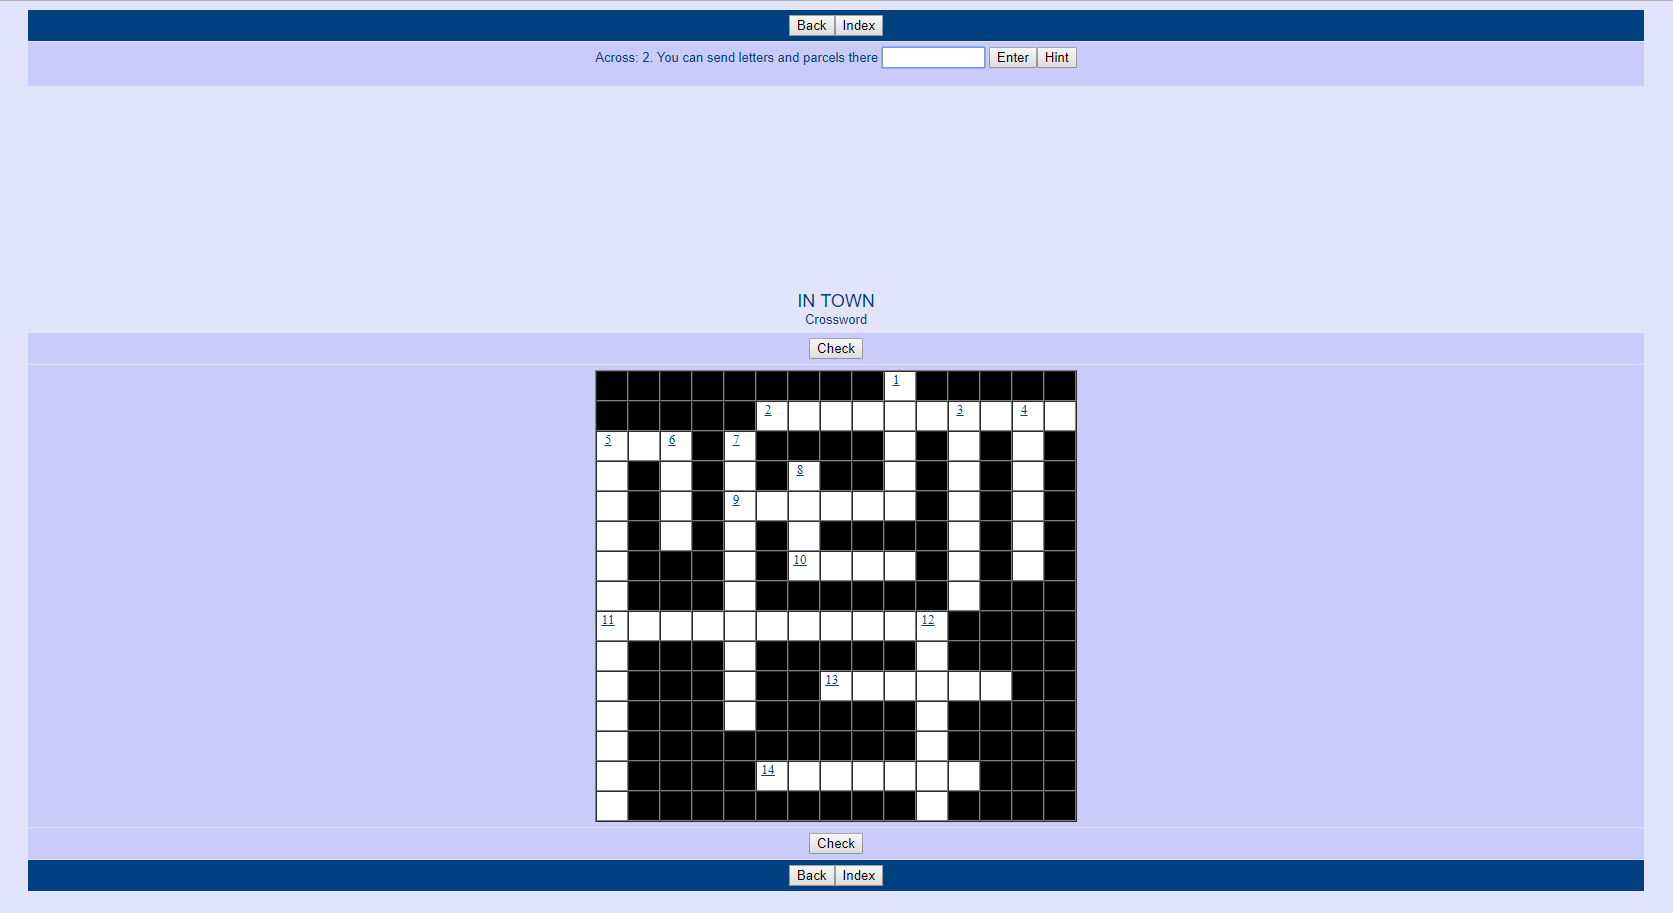 Back Index
Across: 2. You can send letters and parcels there Enter Hint
IN TOWN
Crossword
Check
1
2 3 4
5 6 7
8
9
10
11 12
13
14
Check
Back Index